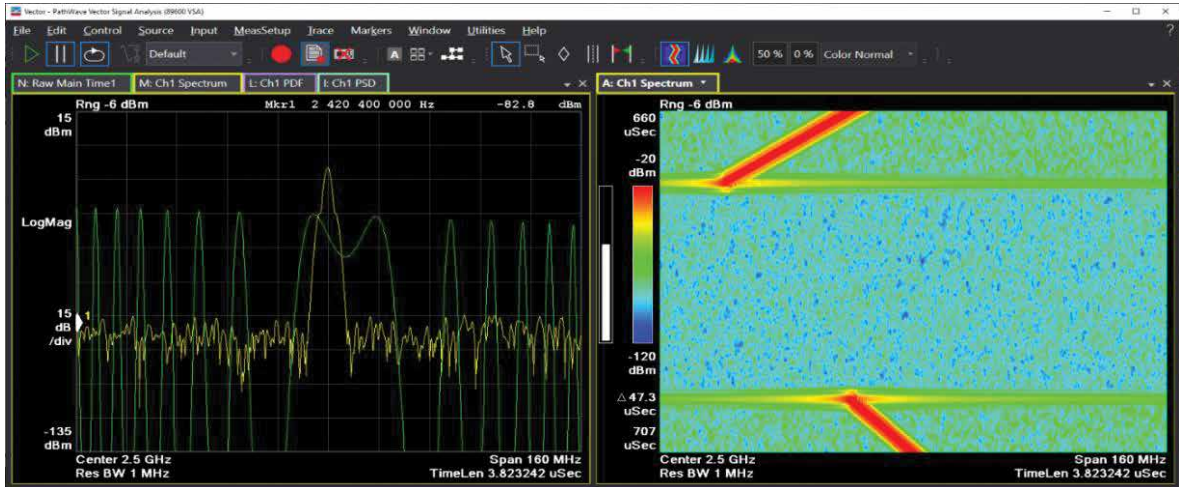 Vector - PathWave Vector Signal Analysis (89600 VSA)
File Edit Control Source Input MeasSetup Trace Markers Window Utilities Help ?
Default A 50 % 0 % Color Normal
N: Raw Main Time1 M: Ch1 Spectrum L: Ch1 PDF I: Ch1 PSD
Rng -6 dBm Mkr1 2 420 400 000 Hz -82.8 dBm
15
dBm
LogMag
1
15
dB
/div
-135
dBm
Center 2.5 GHz Span 160 MHz
Res BW 1 MHz TimeLen 3.823242 uSec
A: Ch1 Spectrum
Rng -6 dBm
660
uSec
-20
dBm
-120
dBm
△47.3
uSec
707
uSec
Center 2.5 GHz Span 160 MHz
Res BW 1 MHz TimeLen 3.823242 uSec